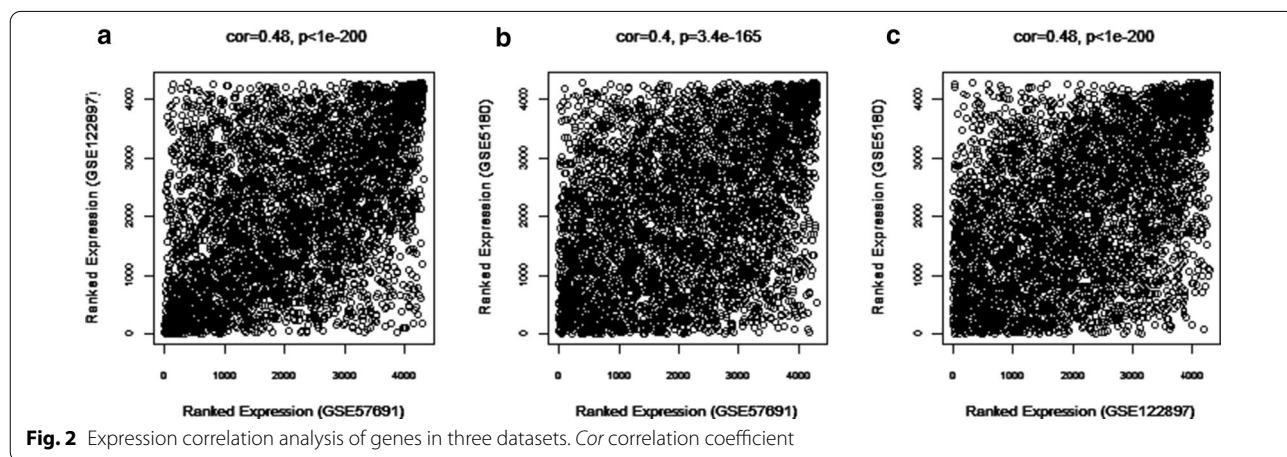 a
cor=0.48, p<1e-200
Ranked Expression (GSE122897)
4000
3000
2000
1000
0
0 1000 2000 3000 4000
Ranked Expression (GSE57691)
b
cor=0.4, p=3.4e-165
Ranked Expression (GSE5180)
4000
3000
2000
1000
0
0 1000 2000 3000 4000
Ranked Expression (GSE57691)
c
cor=0.48, p<1e-200
Ranked Expression (GSE5180)
4000
3000
2000
1000
0
0 1000 2000 3000 4000
Ranked Expression (GSE122897)
Fig. 2 Expression correlation analysis of genes in three datasets. Cor correlation coefficient